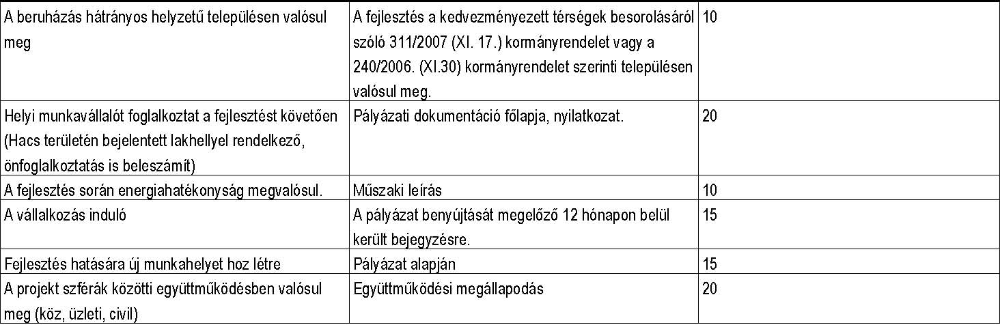 A beruházás hátrányos helyzetű településen valósul
meg
A fejlesztés a kedvezményezett térségek besorolásáról
szóló 311/2007 (XI. 17.) kormányrendelet vagy a
240/2006. (XI.30) kormányrendelet szerinti településen
valósul meg.
10
Helyi munkavállalót foglalkoztat a fejlesztést követően
(Hacs területén bejelentett lakhellyel rendelkező,
önfoglalkoztatás is beleszámít)
Pályázati dokumentáció főlapja, nyilatkozat.
20
A fejlesztés során energiahatékonyság megvalósul.
Műszaki leírás
10
A vállalkozás induló
A pályázat benyújtását megelőző 12 hónapon belül
került bejegyzésre.
15
Fejlesztés hatására új munkahelyet hoz létre
Pályázat alapján
15
A projekt szférák közötti együttműködésben valósul
meg (köz, üzleti, civil)
Együttműködési megállapodás
20